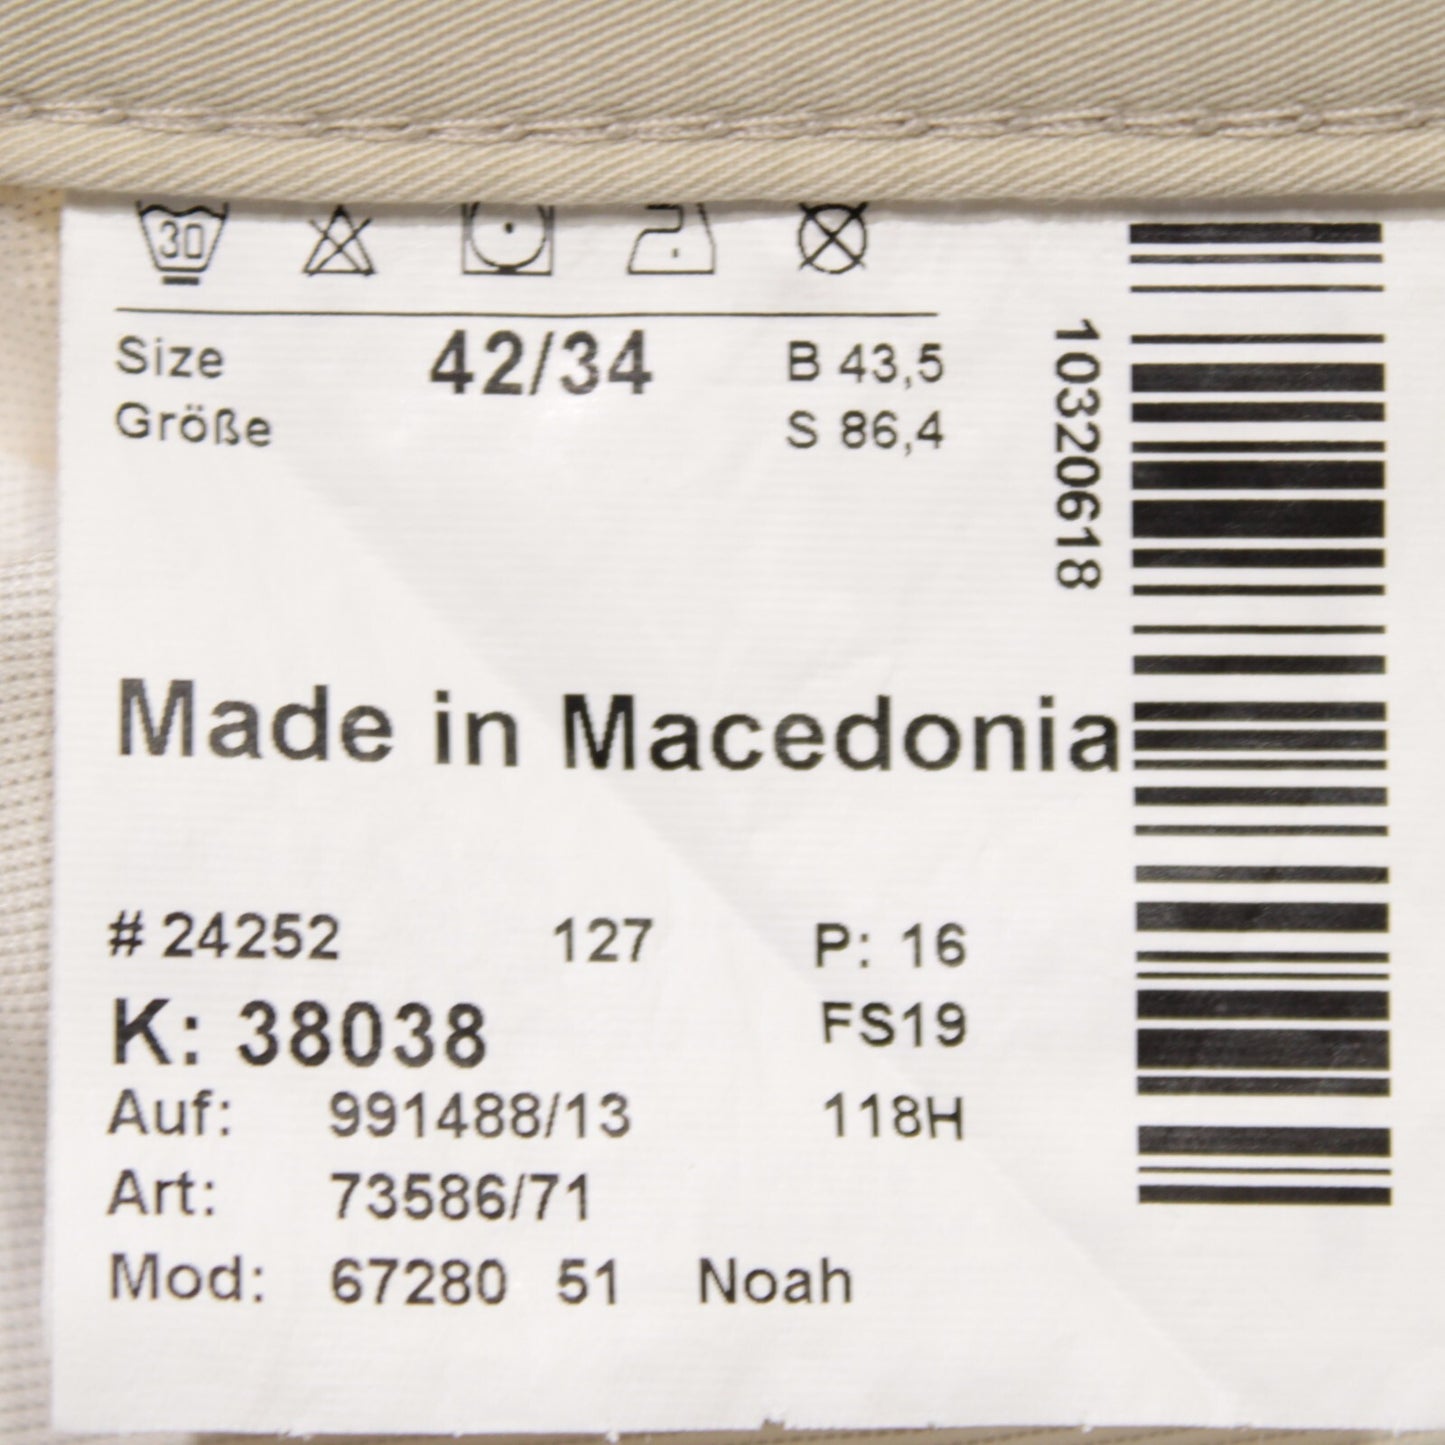 30
Size 42/34 B 43,5
Größe S 86,4
10320618
Made in Macedonia
# 24252 127 P: 16
K: 38038 FS19
Auf: 991488/13 118H
Art: 73586/71
Mod: 67280 51 Noah